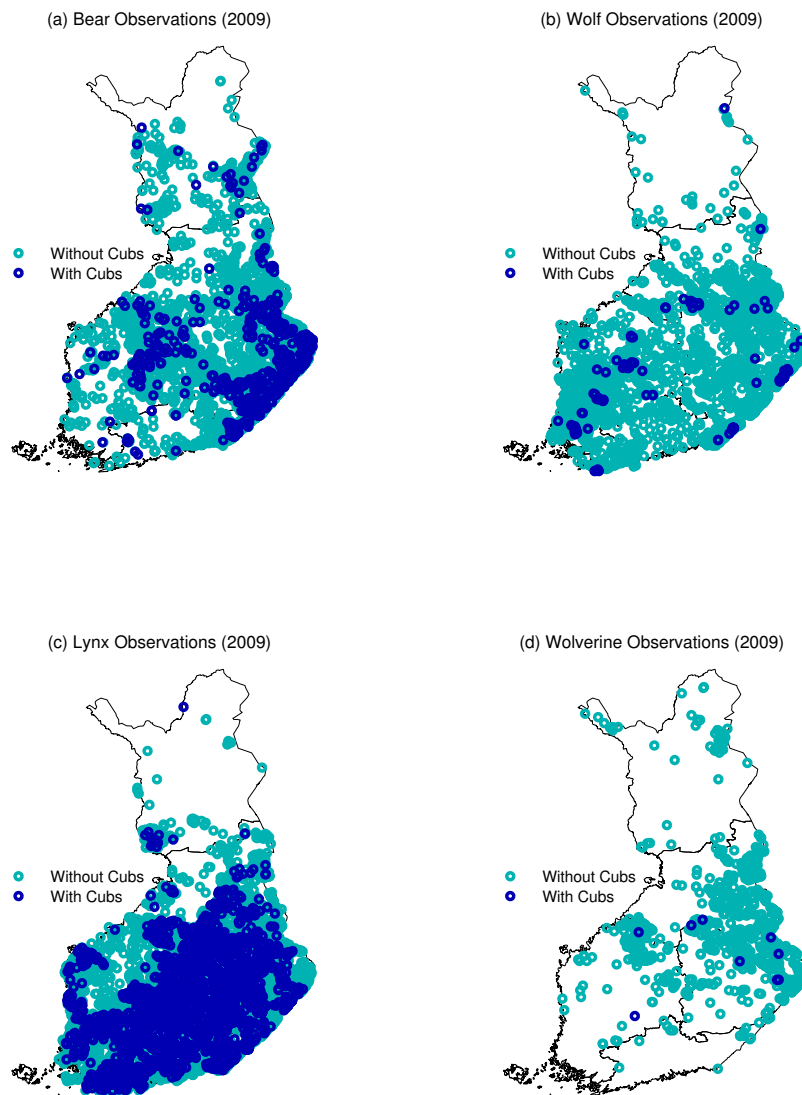 (a) Bear Observations (2009)
Without Cubs
With Cubs
(b) Wolf Observations (2009)
Without Cubs
With Cubs
(c) Lynx Observations (2009)
Without Cubs
With Cubs
(d) Wolverine Observations (2009)
Without Cubs
With Cubs